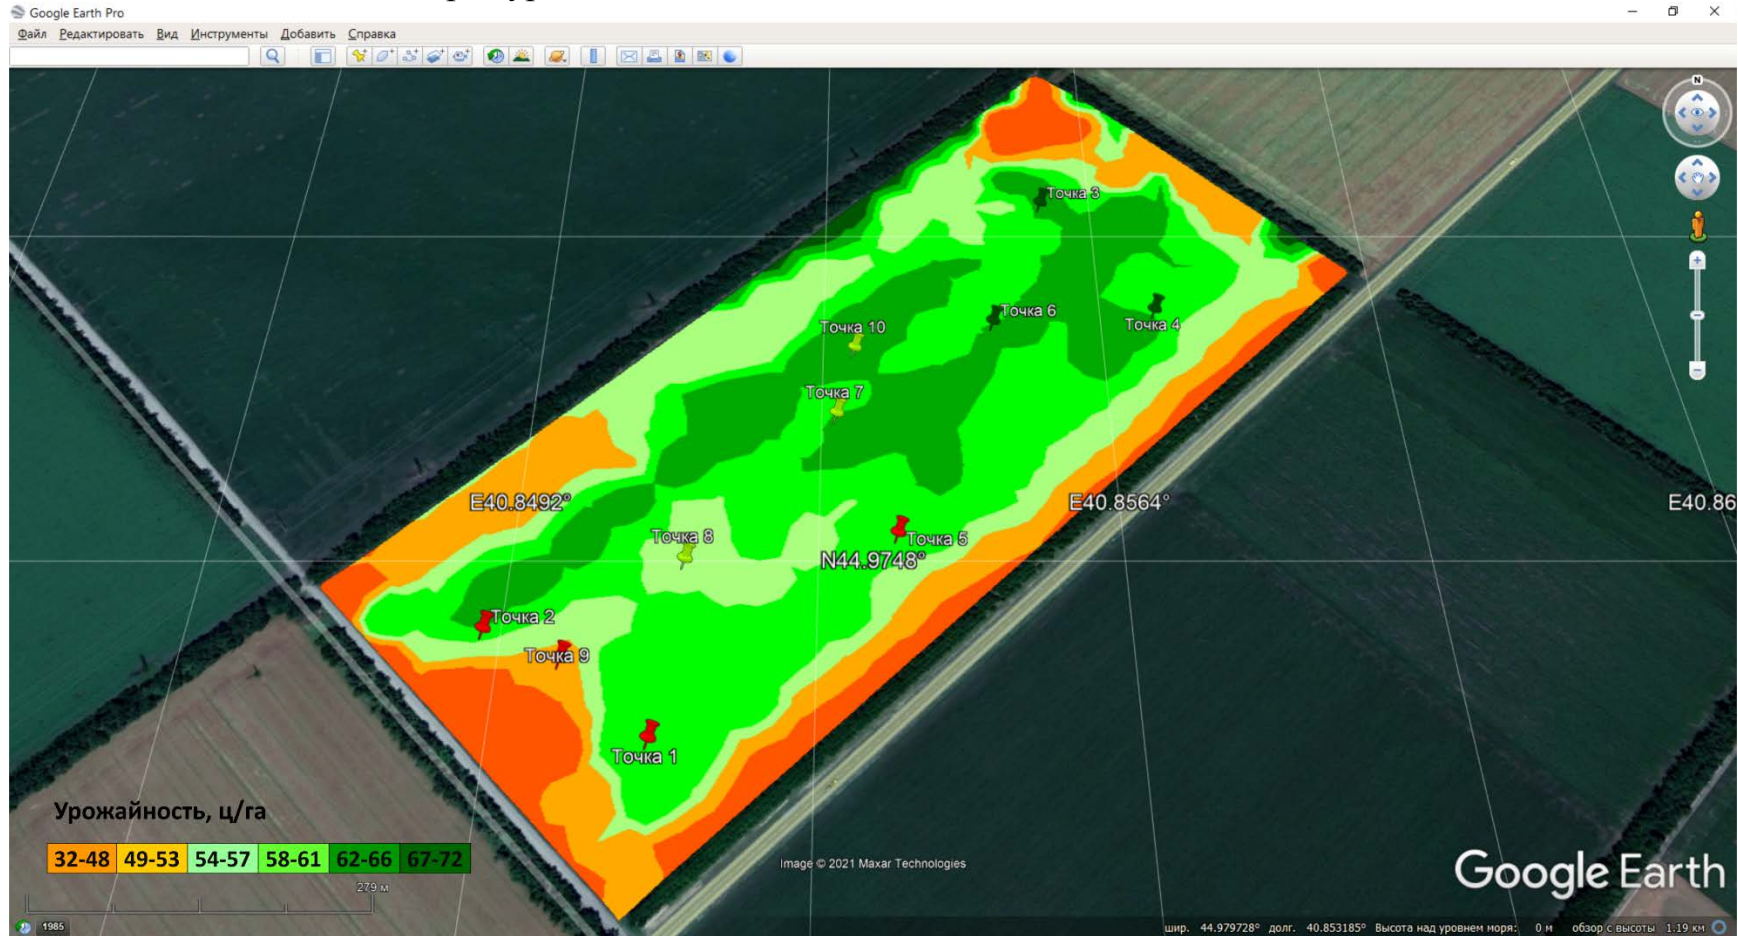 Google Earth Pro
Файл Редактировать Вид Инструменты Добавить Справка
N
Точка 3
Точка 6
Точка 4
Точка 10
Точка 7
E40.8492°
E40.8564°
E40.86
Точка 8
Точка 5
N44.9748°
Точка 2
Точка 9
Точка 1
Урожайность, ц/га
32-48 49-53 54-57 58-61 62-66 67-72
279 м
Image © 2021 Maxar Technologies
Google Earth
1985
шир. 44.979728° долг. 40.853185° Высота над уровнем моря: 0 м обзор с высоты 1.19 км